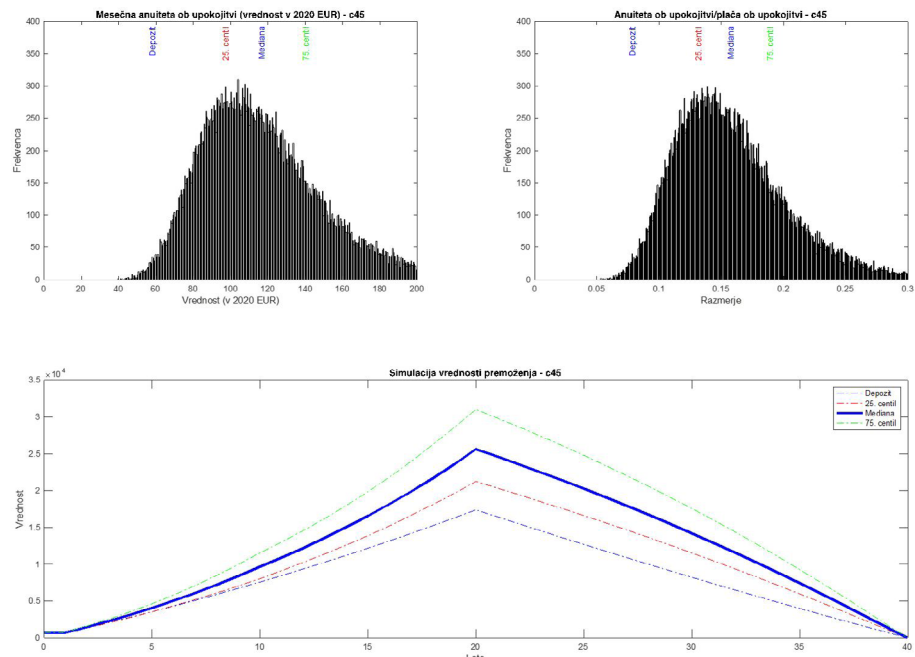 Mesečna anuiteta ob upokojitvi (vrednost v 2020 EUR) - c45
400
350
300
250
200
150
100
50
0
Frekvenca
Depozit
25. centil
Mediana
75. centil
0 20 40 60 80 100 120 140 160 180 200
Vrednost (v 2020 EUR)
Anuiteta ob upokojitvi/plača ob upokojitvi - c45
400
350
300
250
200
150
100
50
0
Frekvenca
Depozit
25. centil
Mediana
75. centil
0 0.05 0.1 0.15 0.2 0.25 0.3
Razmerje
Simulacija vrednosti premoženja - c45
×10⁴
3.5
3
2.5
2
1.5
1
0.5
0
Vrednost
Depozit
25. centil
Mediana
75. centil
0 5 10 15 20 25 30 35 40